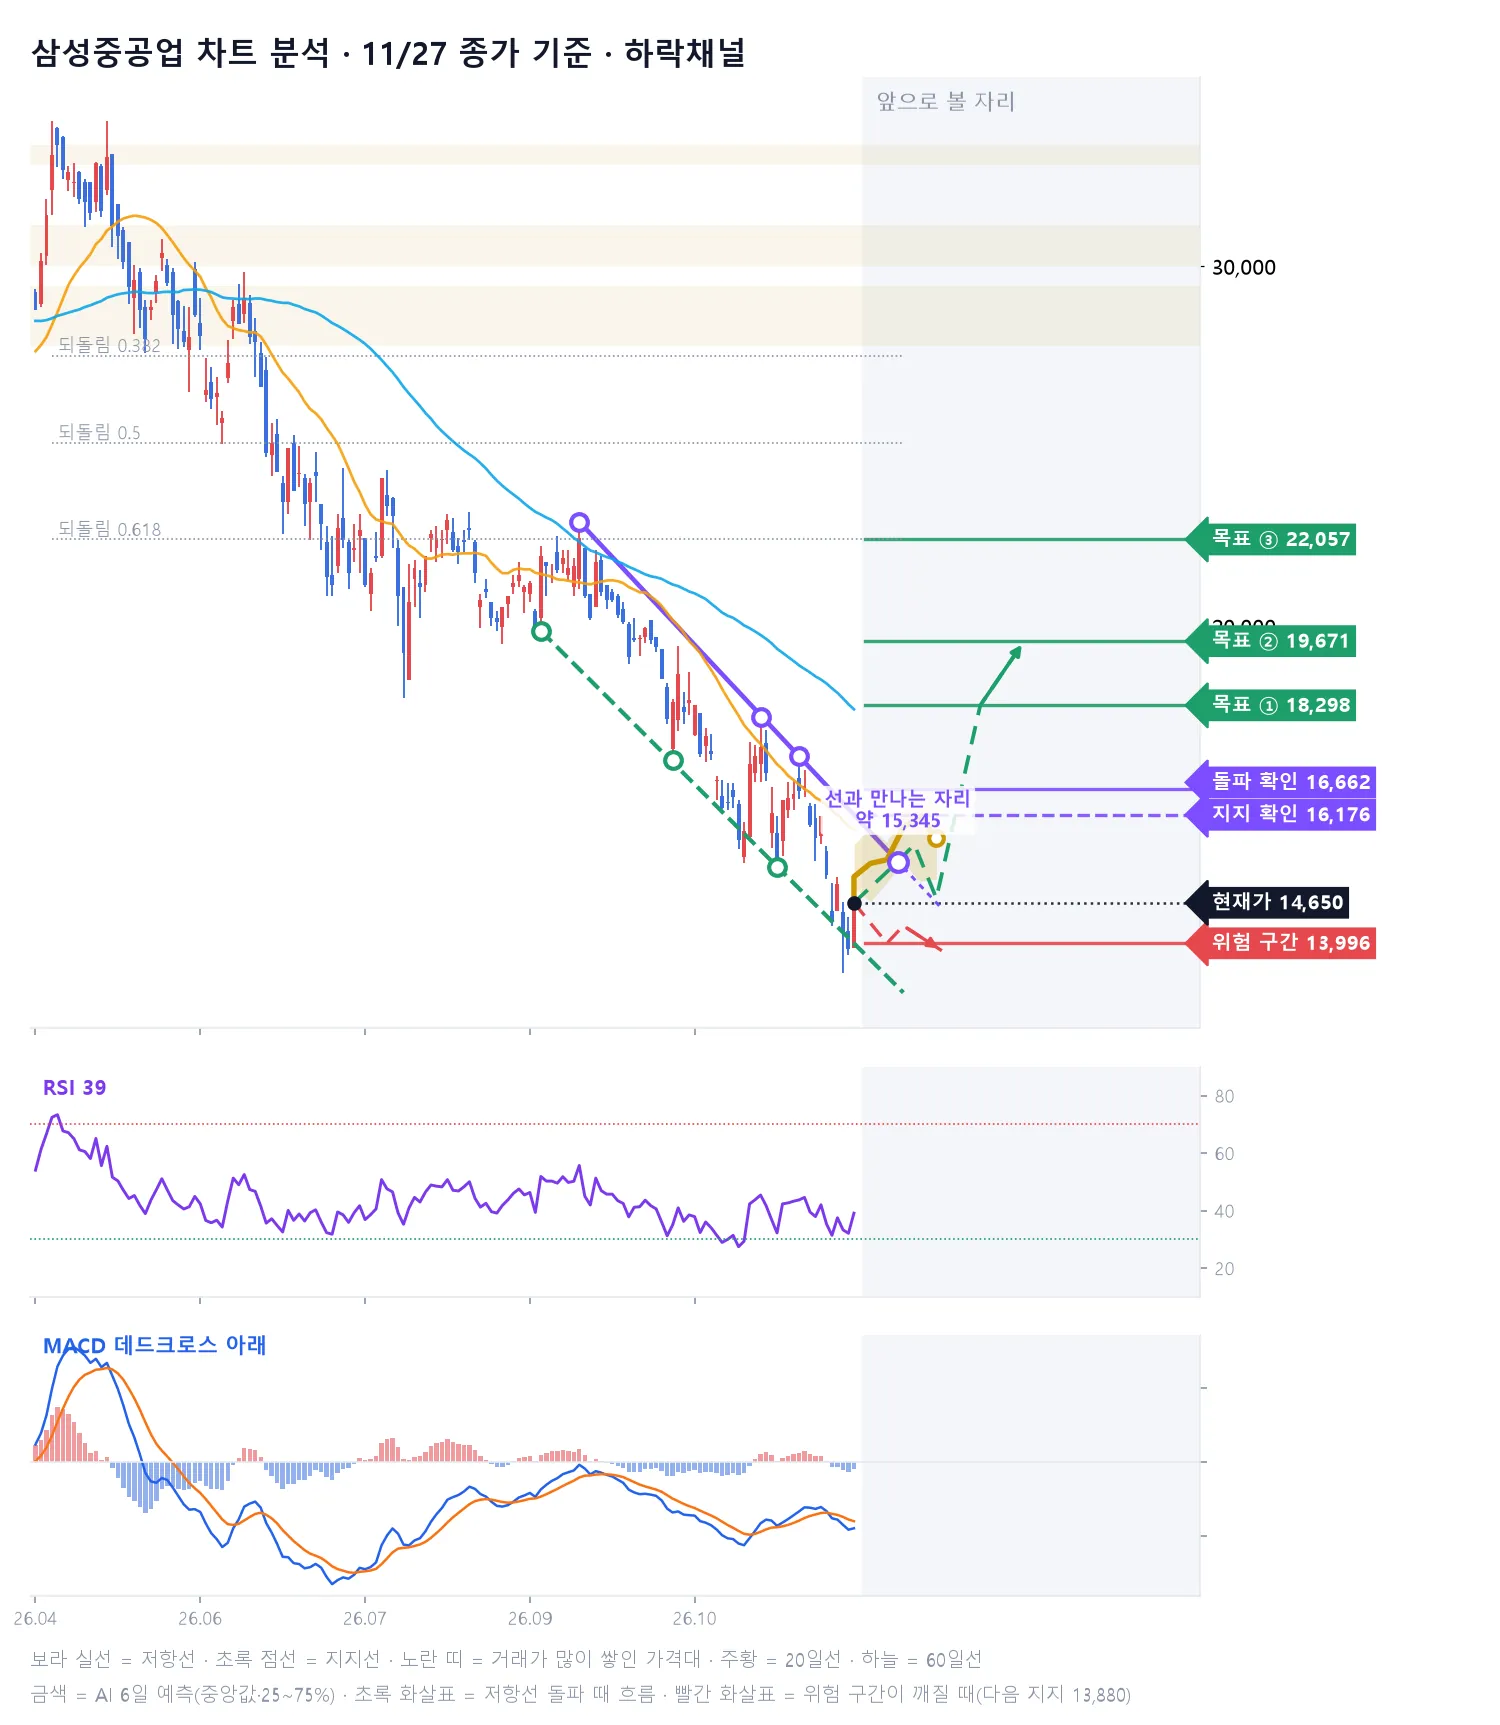 삼성중공업 차트 분석 · 11/27 종가 기준 · 하락채널
앞으로 볼 자리
30,000
되돌림 0.382
되돌림 0.5
되돌림 0.618
목표 ③ 22,057
20,000
목표 ② 19,671
목표 ① 18,298
돌파 확인 16,662
선과 만나는 자리
약 15,345
지지 확인 16,176
현재가 14,650
위험 구간 13,996
RSI 39
80
60
40
20
MACD 데드크로스 아래
26.04 26.06 26.07 26.09 26.10
보라 실선 = 저항선 · 초록 점선 = 지지선 · 노란 띠 = 거래가 많이 쌓인 가격대 · 주황 = 20일선 · 하늘 = 60일선
금색 = AI 6일 예측(중앙값·25~75%) · 초록 화살표 = 저항선 돌파 때 흐름 · 빨간 화살표 = 위험 구간이 깨질 때(다음 지지 13,880)